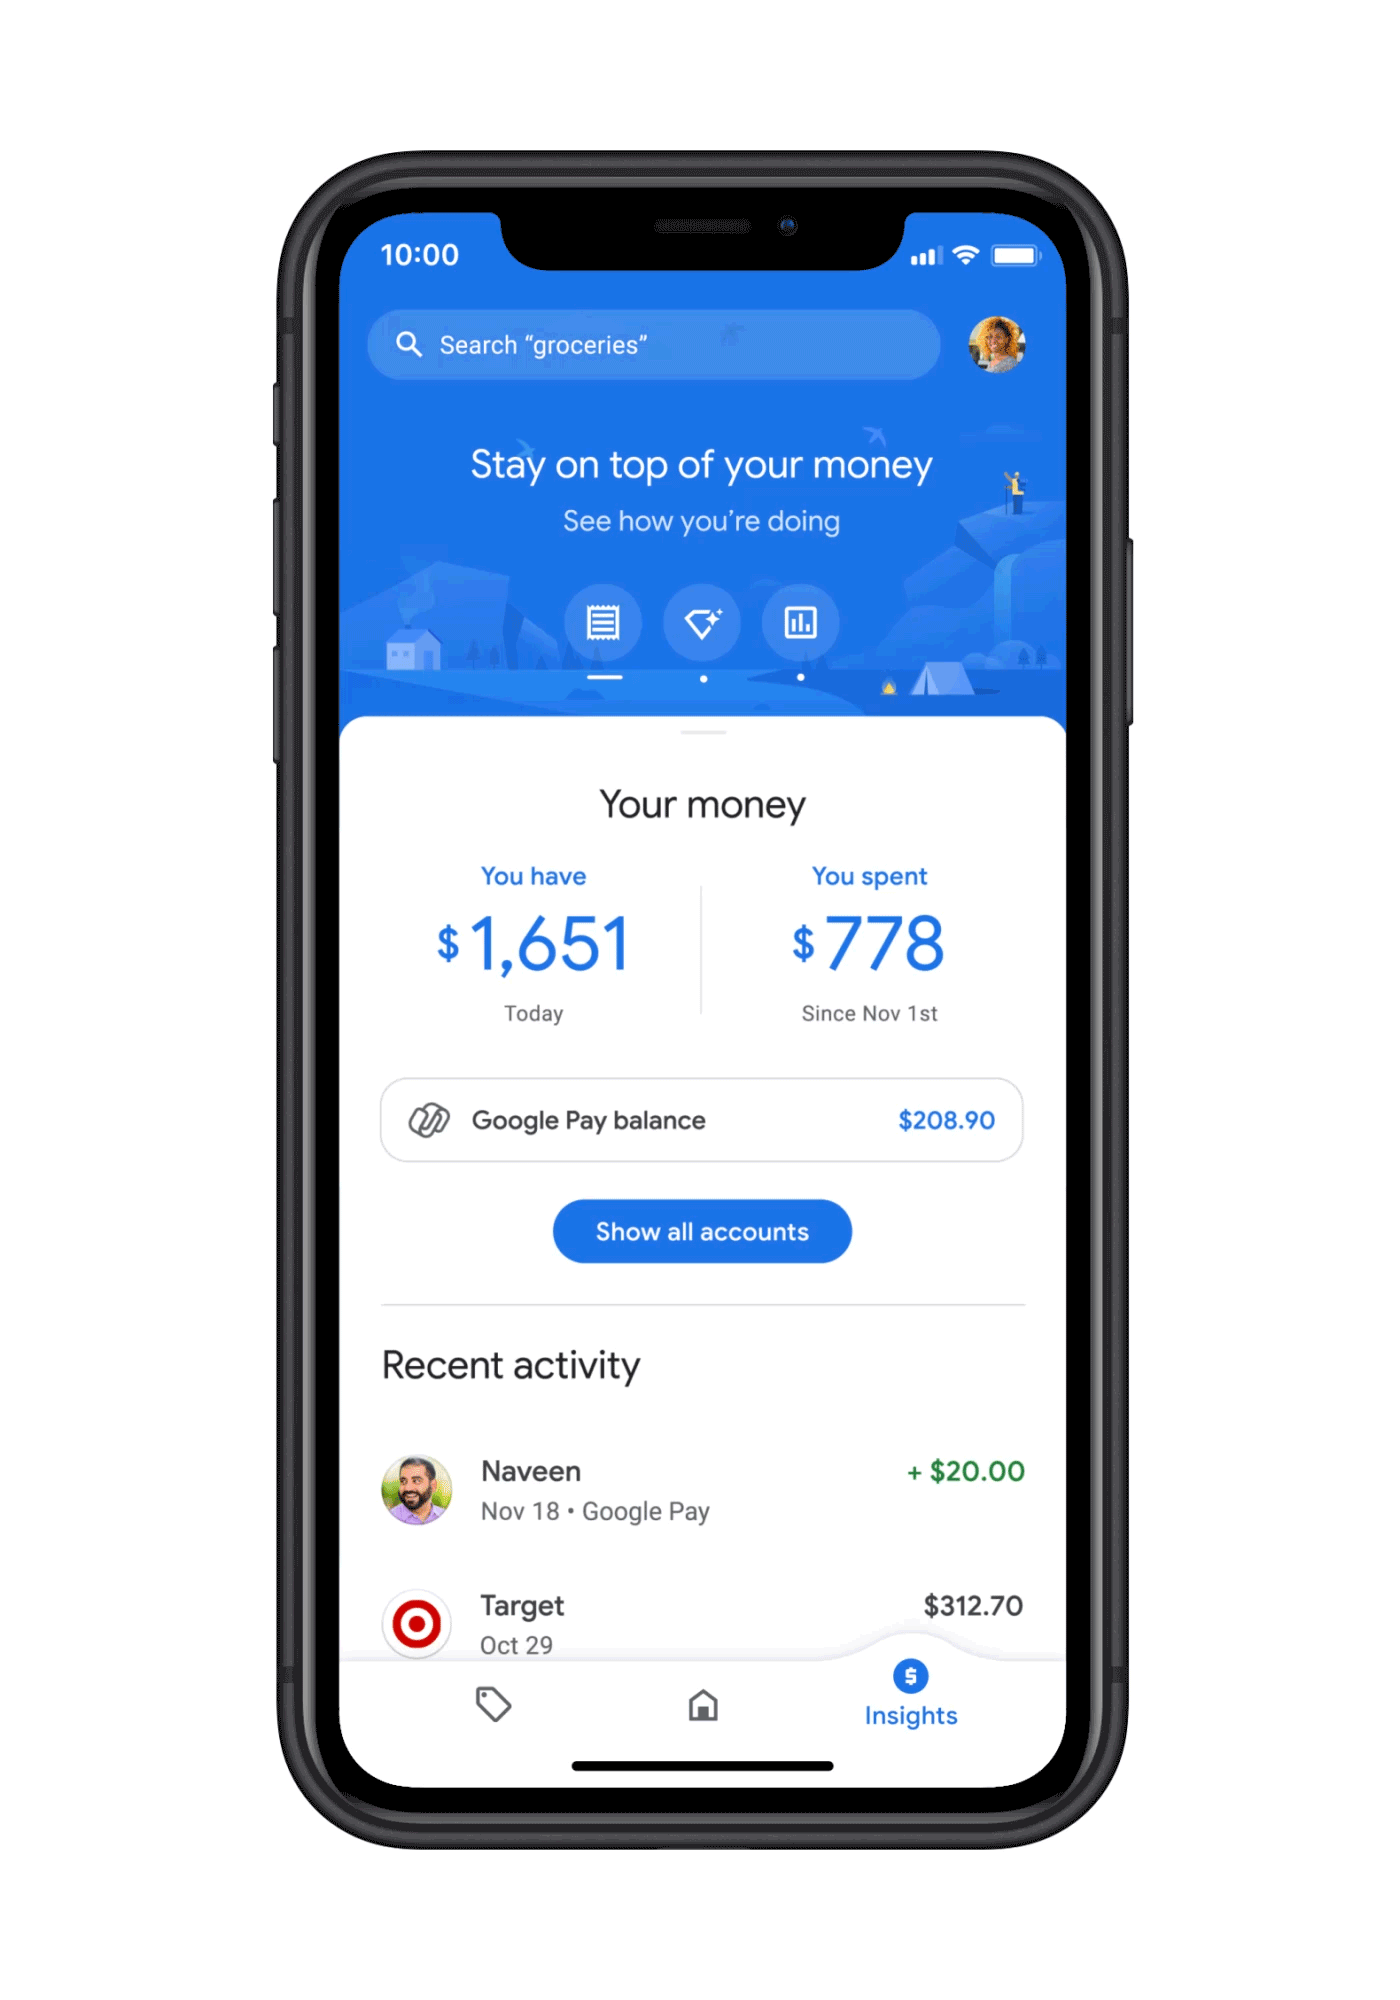 10:00
Search “groceries”
Stay on top of your money
See how you’re doing
Your money
You have
You spent
$1,651
$778
Today
Since Nov 1st
Google Pay balance
$208.90
Show all accounts
Recent activity
Naveen
+ $20.00
Nov 18 • Google Pay
Target
$312.70
Oct 29
$
Insights